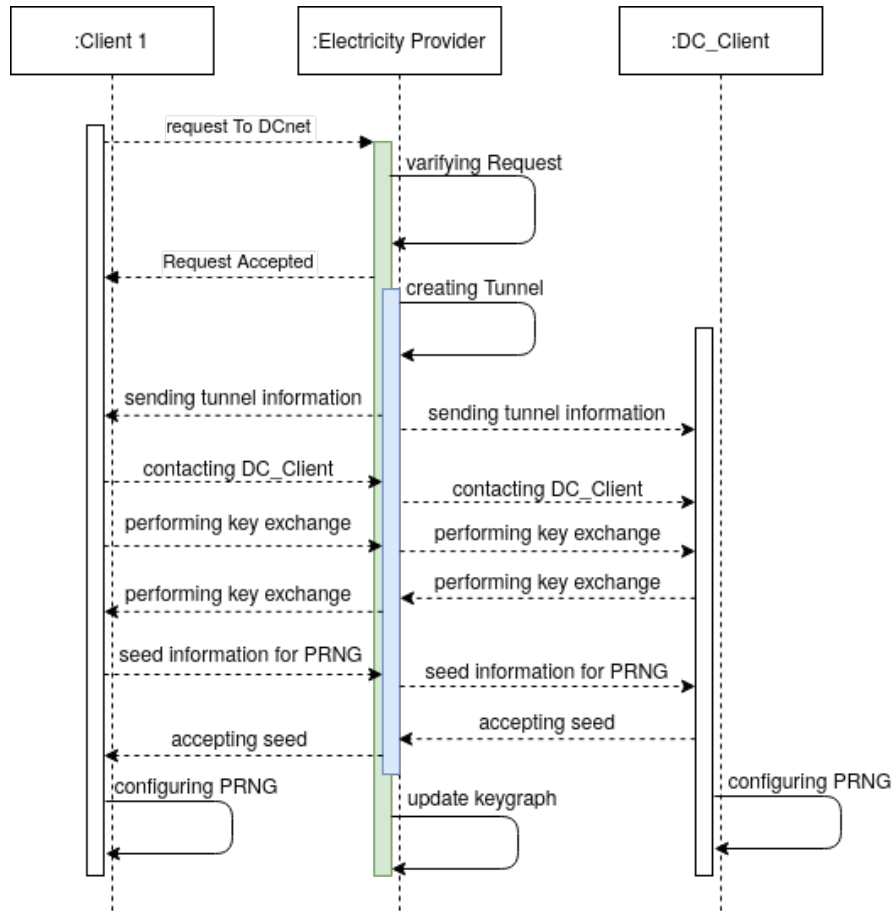 :Client 1
:Electricity Provider
:DC_Client
request To DCnet
varifying Request
Request Accepted
creating Tunnel
sending tunnel information
sending tunnel information
contacting DC_Client
contacting DC_Client
performing key exchange
performing key exchange
performing key exchange
performing key exchange
seed information for PRNG
seed information for PRNG
accepting seed
accepting seed
configuring PRNG
configuring PRNG
update keygraph